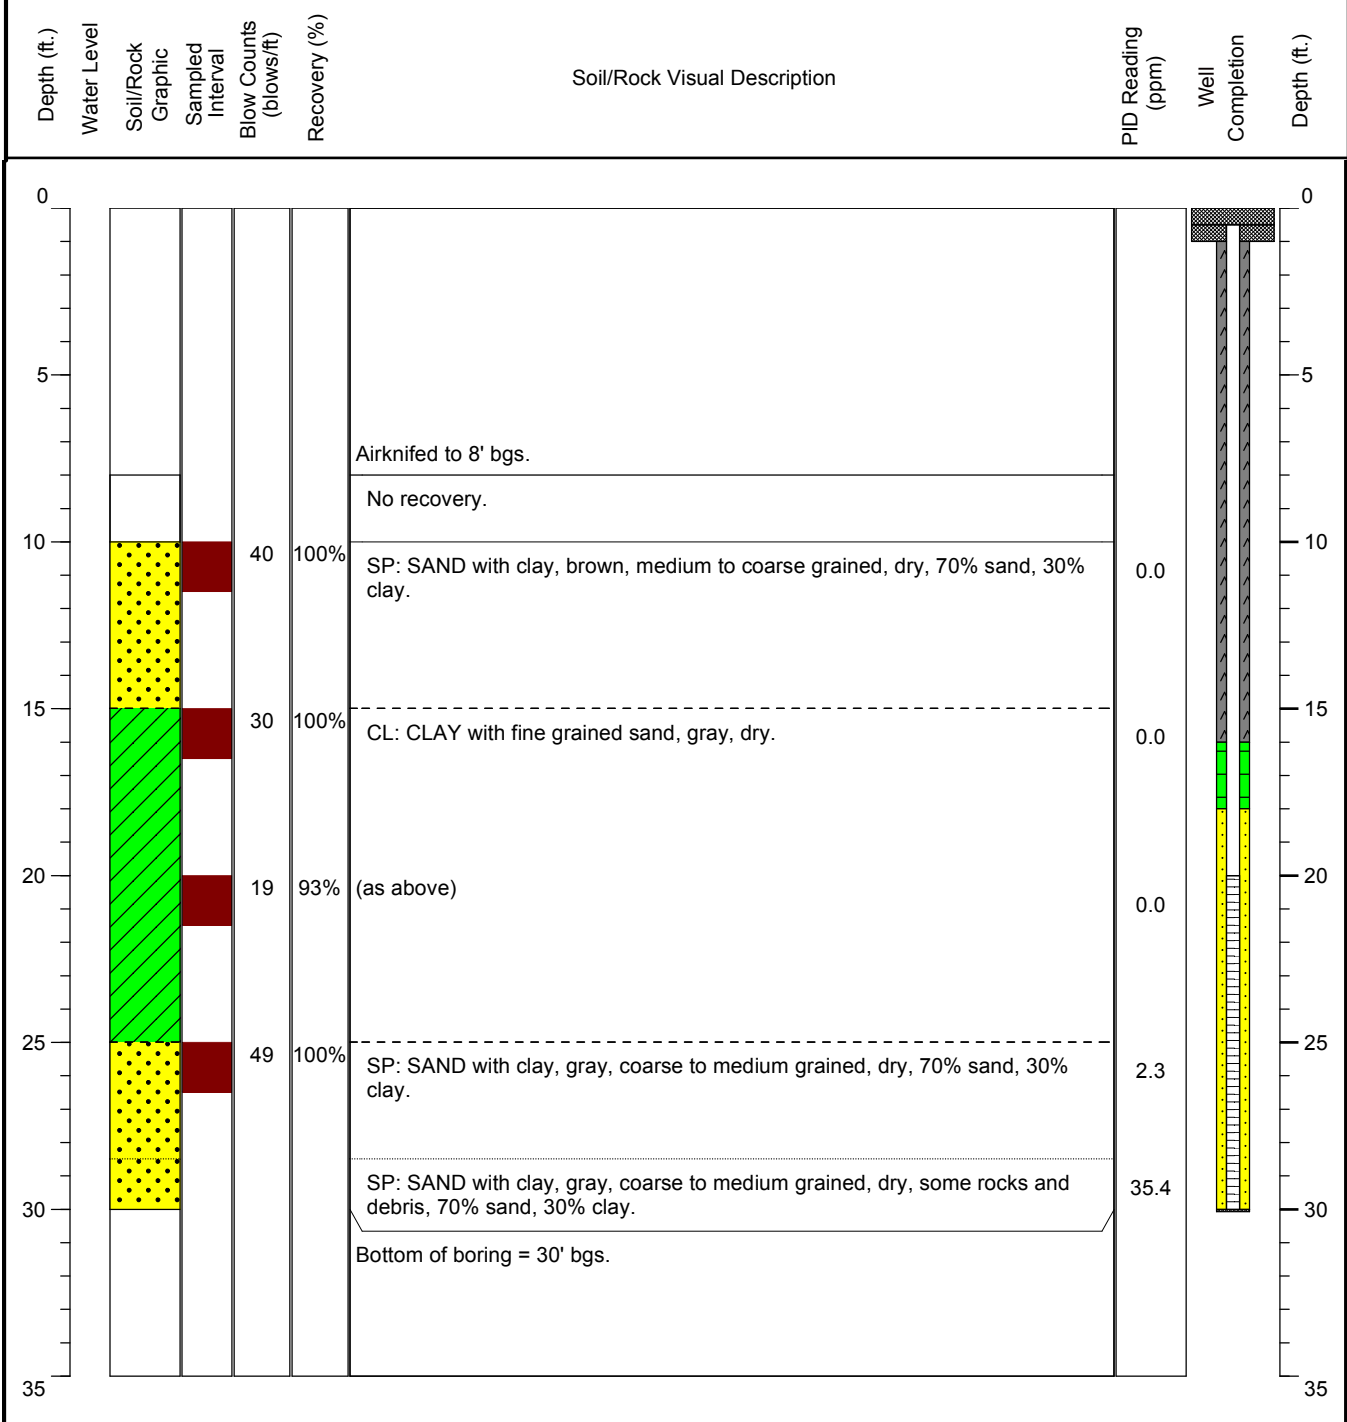 Depth (ft.)
Water Level
Soil/Rock
Graphic
Sampled
Interval
Blow Counts
(blows/ft)
Recovery (%)
Soil/Rock Visual Description
PID Reading
(ppm)
Well
Completion
Depth (ft.)
0
0
5
5
Airknifed to 8' bgs.
No recovery.
10
40
100%
SP: SAND with clay, brown, medium to coarse grained, dry, 70% sand, 30%
clay.
0.0
10
15
30
100%
CL: CLAY with fine grained sand, gray, dry.
0.0
15
20
19
93%
(as above)
0.0
20
25
49
100%
SP: SAND with clay, gray, coarse to medium grained, dry, 70% sand, 30%
clay.
2.3
25
SP: SAND with clay, gray, coarse to medium grained, dry, some rocks and
debris, 70% sand, 30% clay.
35.4
30
30
Bottom of boring = 30' bgs.
35
35